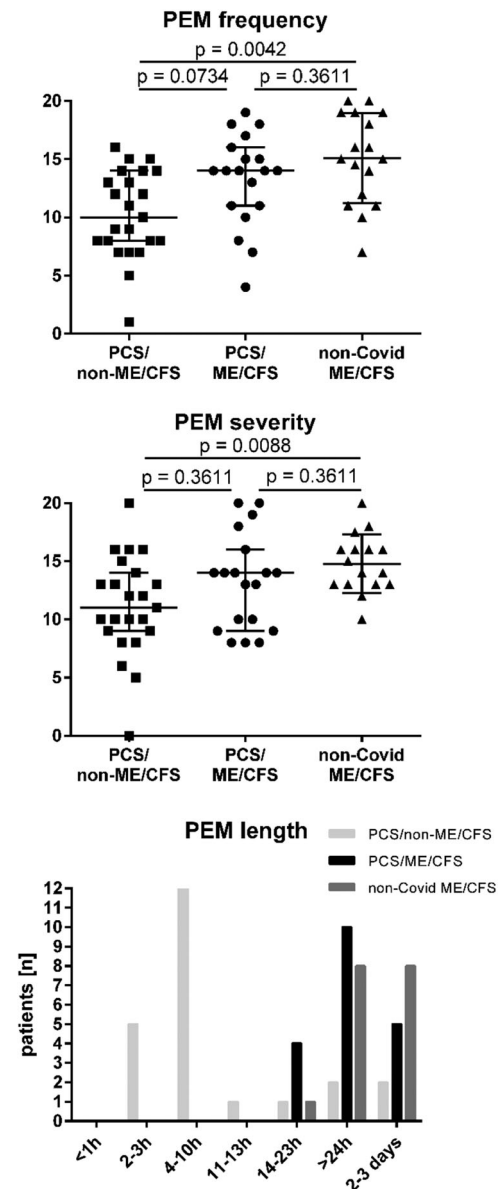 PEM frequency
p = 0.0042
p = 0.0734 p = 0.3611
20
15
10
5
0
PCS/ PCS/ non-Covid
non-ME/CFS ME/CFS ME/CFS
PEM severity
p = 0.0088
p = 0.3611 p = 0.3611
20
15
10
5
0
PCS/ PCS/ non-Covid
non-ME/CFS ME/CFS ME/CFS
PEM length
PCS/non-ME/CFS
PCS/ME/CFS
non-Covid ME/CFS
patients [n]
12
10
8
7
6
5
4
3
2
1
0
<1h 2-3h 4-10h 11-13h 14-23h >24h 2-3 days